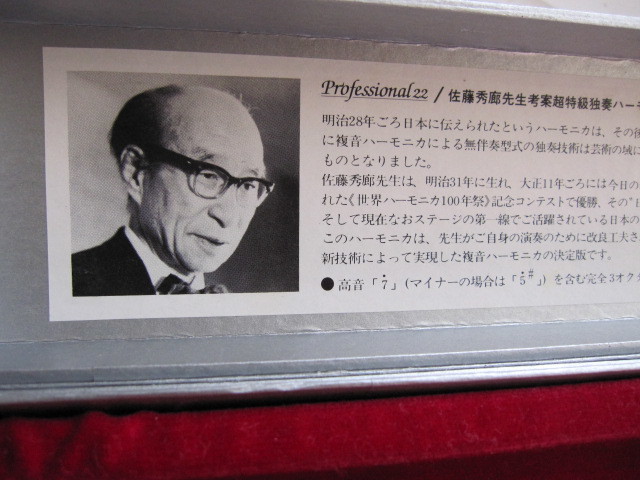 Professional 22 / 佐藤秀廊先生考案超特級独奏ハーモ
明治28年ごろ日本に伝えられたというハーモニカは、その後
に複音ハーモニカによる無伴奏型式の独奏技術は芸術の域に
ものとなりました。
佐藤秀廊先生は、明治31年に生れ、大正11年ごろには今日の
れた《世界ハーモニカ100年祭》記念コンテストで優勝、その"日
そして現在なおステージの第一線でご活躍されている日本の
このハーモニカは、先生がご自身の演奏のために改良工夫さ
新技術によって実現した複音ハーモニカの決定版です。
●高音「7̇」(マイナーの場合は「5̇#」)を含む完全3オクタ